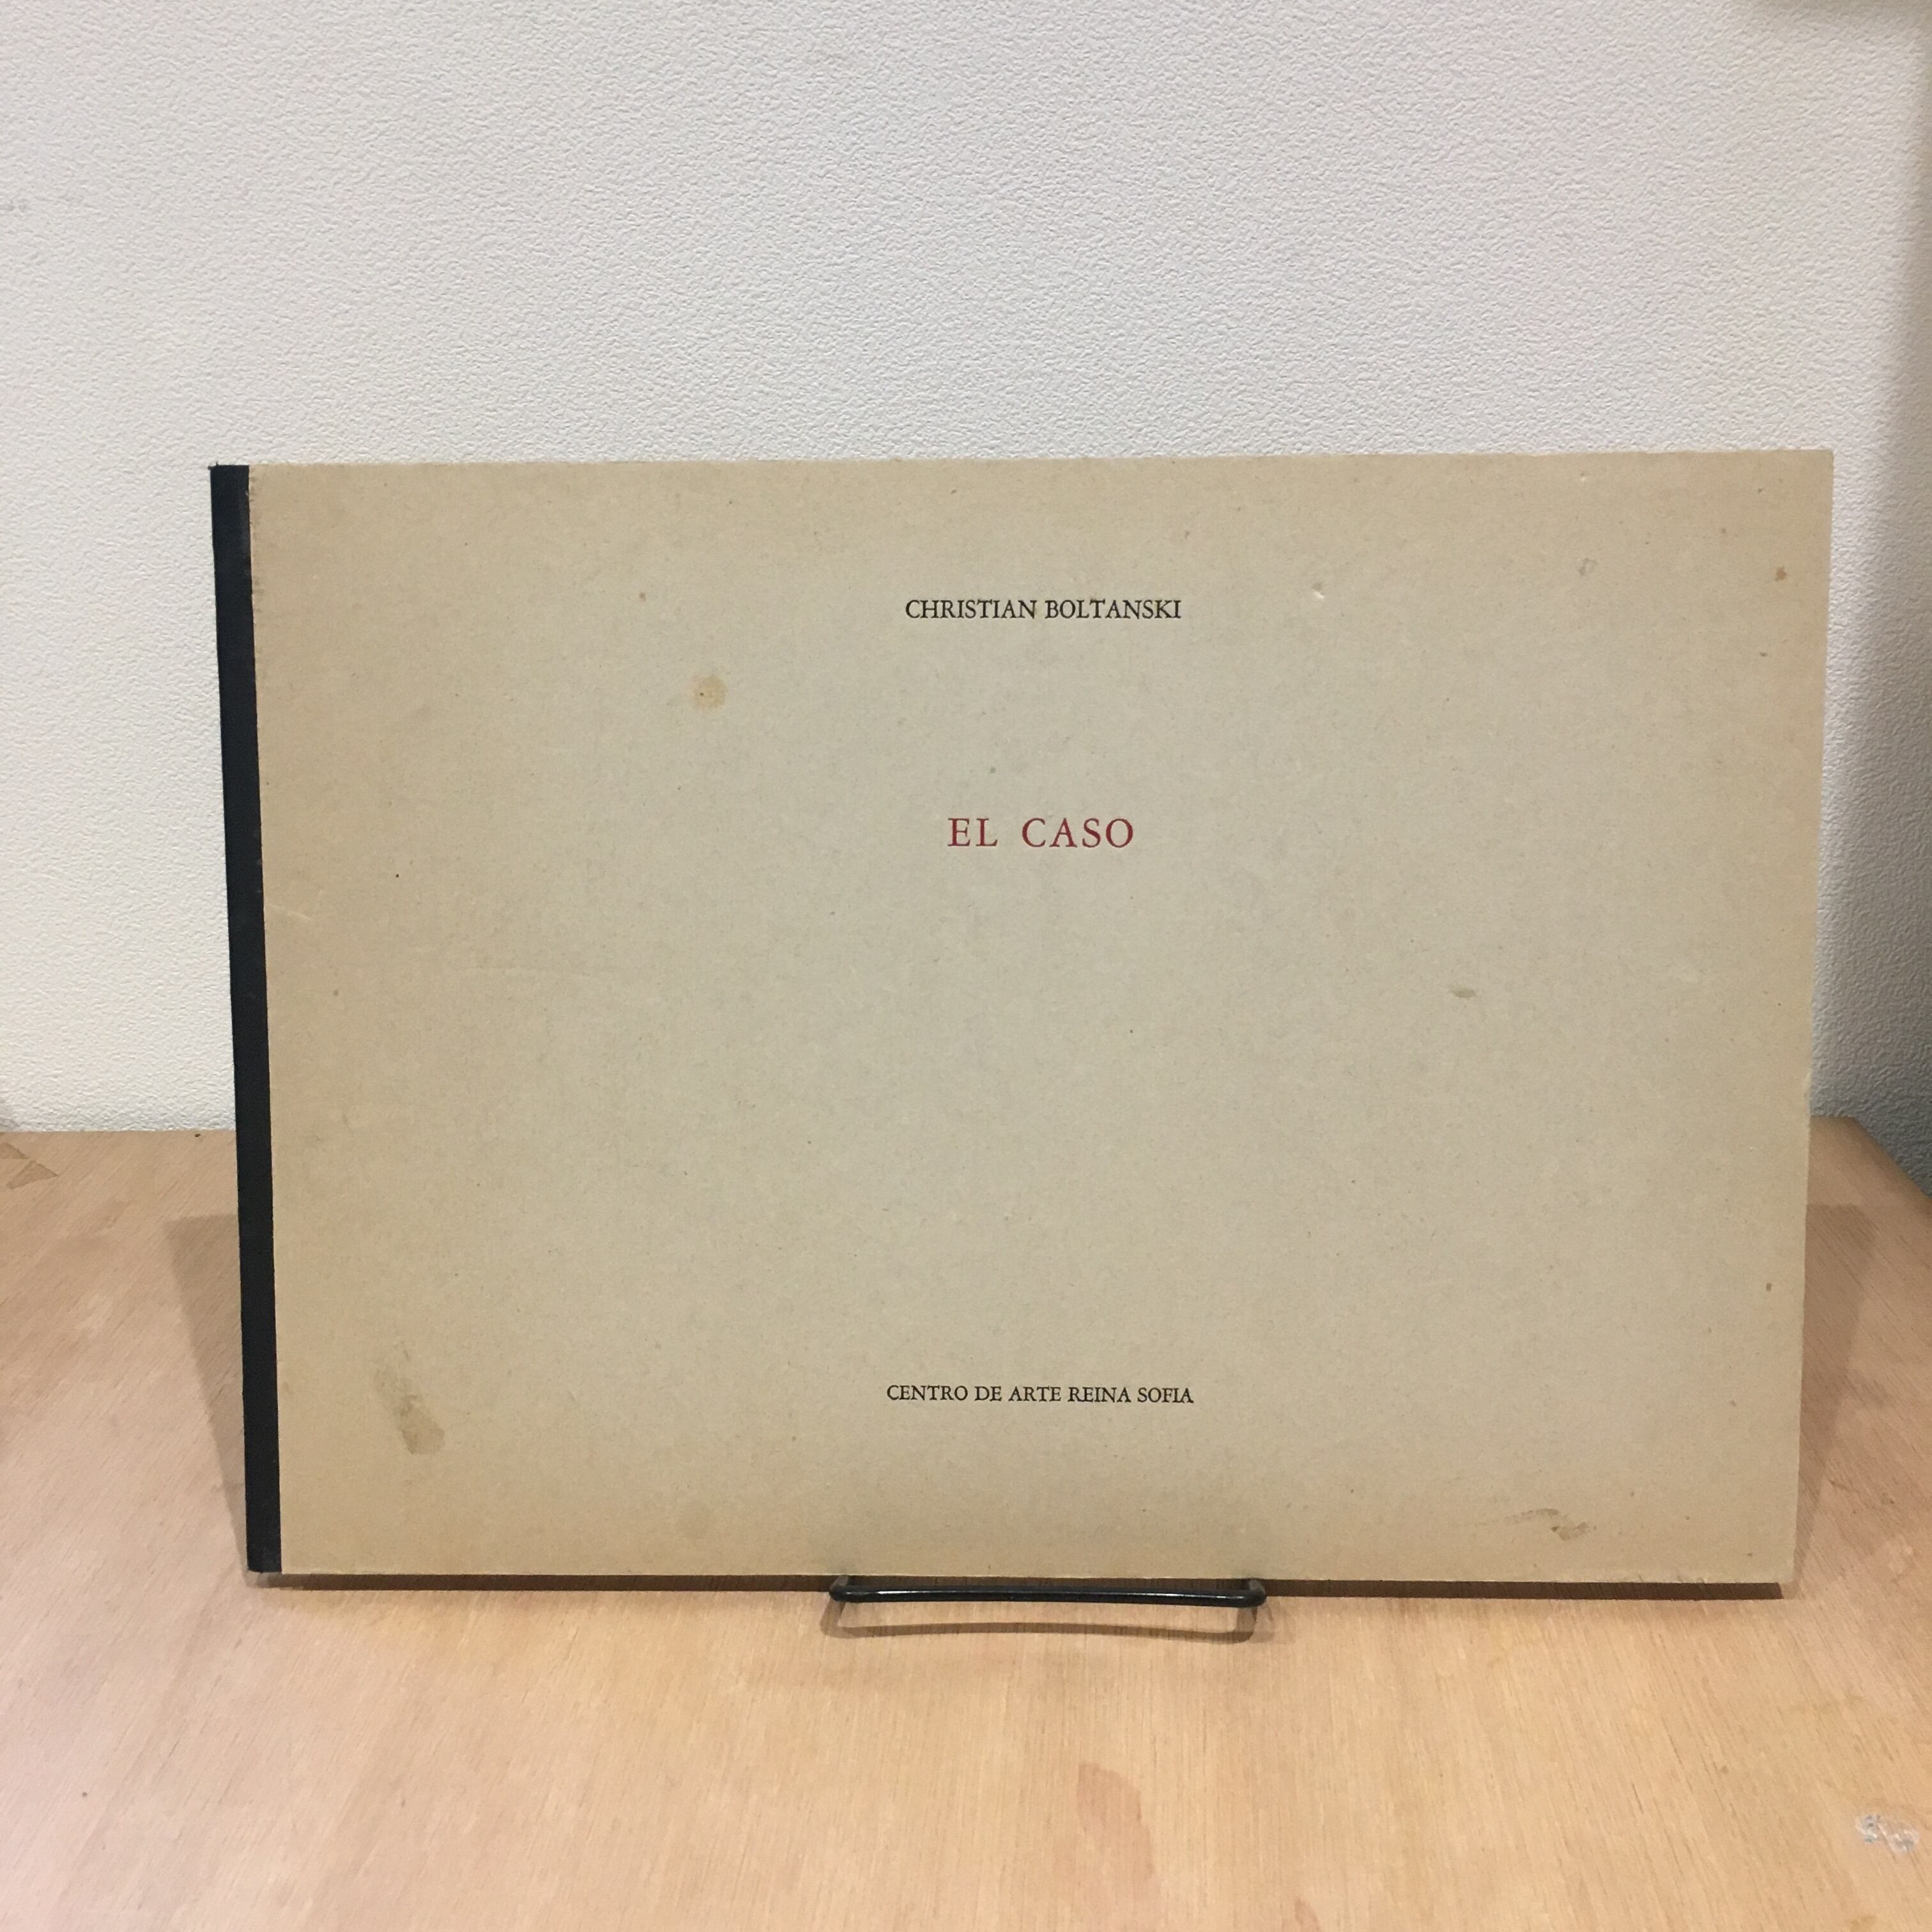 CHRISTIAN BOLTANSKI
EL CASO
CENTRO DE ARTE REINA SOFIA